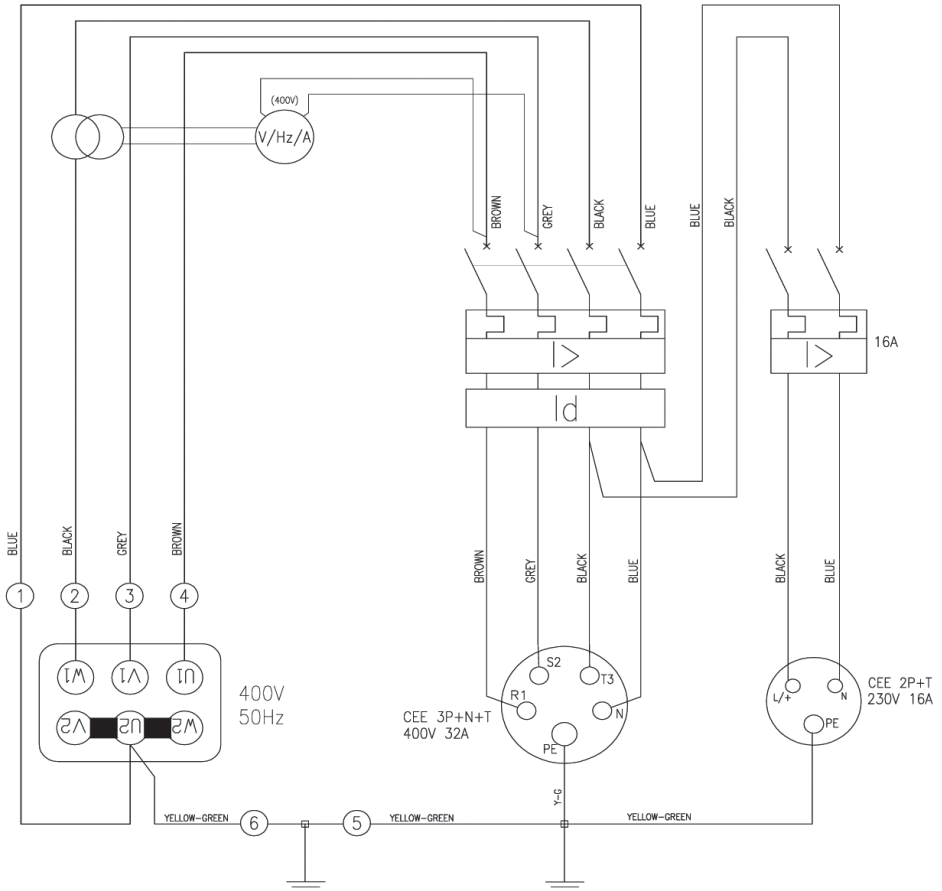 (400V)
V/Hz/A
BROWN
GREY
BLACK
BLUE
BLUE
BLACK
I>
16A
I>
Id
BLUE
BLACK
GREY
BROWN
BROWN
GREY
BLACK
BLUE
BLACK
BLUE
1
2
3
4
W1
V1
U1
V2
U2
W2
400V
50Hz
S2
T3
R1
N
PE
CEE 3P+N+T
400V 32A
L/+
N
PE
CEE 2P+T
230V 16A
Y-G
YELLOW-GREEN
6
5
YELLOW-GREEN
YELLOW-GREEN